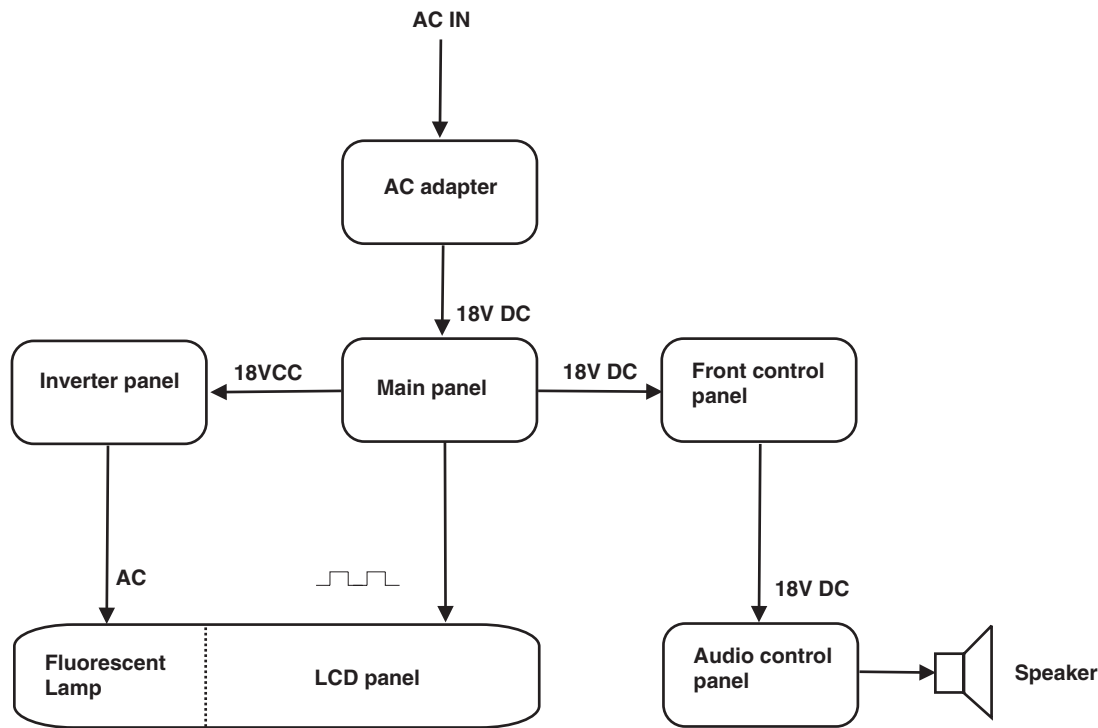 AC IN
AC adapter
18V DC
Inverter panel
18VCC
Main panel
18V DC
Front control
panel
AC
18V DC
Fluorescent
Lamp
LCD panel
Audio control
panel
Speaker